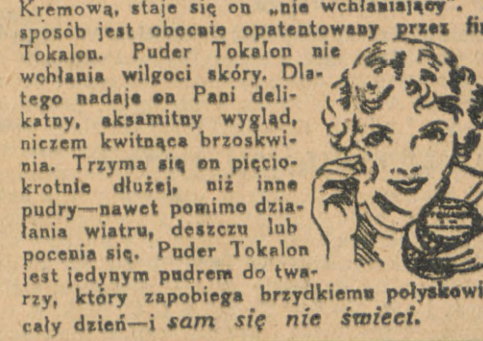 Kremową, staje się on „nie wchłaniający".
sposób jest obecnie opatentowany przez
Tokalon. Puder Tokalon nie
wchłania wilgoci skóry. Dla-
tego nadaje on Pani deli-
katny, aksamitny wygląd,
niczem kwitnąca brzoskwi-
nia. Trzyma się on pięcio-
krotnie dłużej, niż inne
pudry—nawet pomimo dzia-
łania wiatru, deszczu lub
pocenia się. Puder Tokalon
jest jedynym pudrem do twa-
rzy, który zapobiega brzydkiemu
cały dzień—i sam się nie świeci.